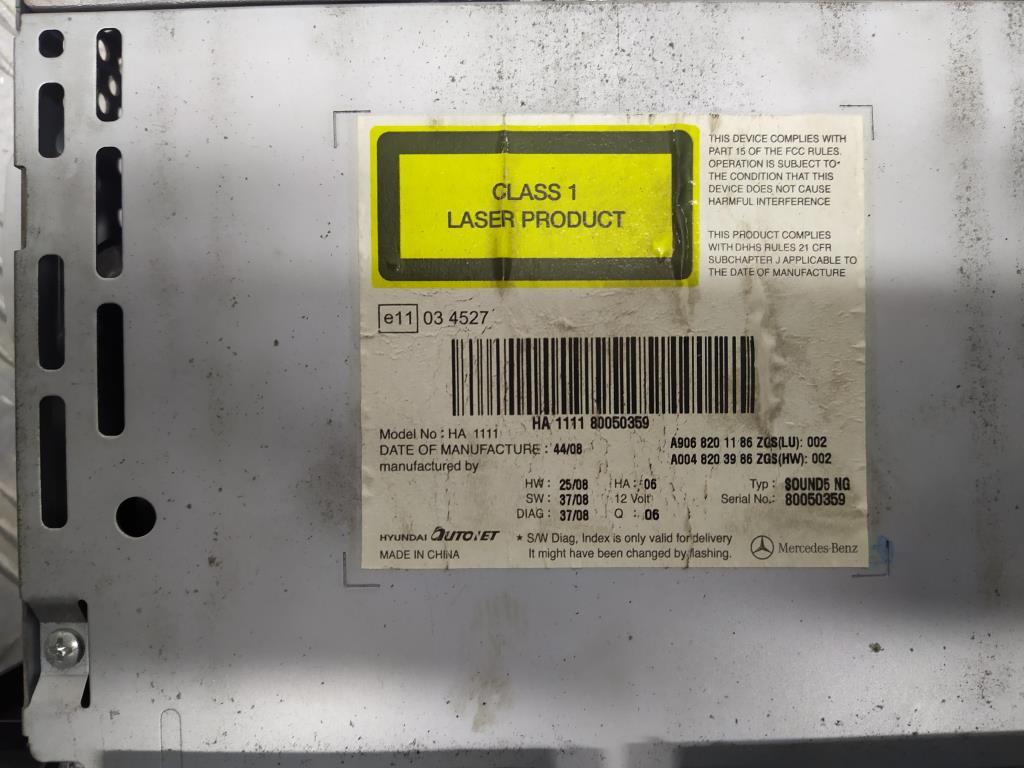 CLASS 1
LASER PRODUCT
THIS DEVICE COMPLIES WITH
PART 15 OF THE FCC RULES.
OPERATION IS SUBJECT TO
THE CONDITION THAT THIS
DEVICE DOES NOT CAUSE
HARMFUL INTERFERENCE
THIS PRODUCT COMPLIES
WITH DHHS RULES 21 CFR
SUBCHAPTER J APPLICABLE TO
THE DATE OF MANUFACTURE
e11 03 4527
HA 1111 80050359
Model No : HA 1111
DATE OF MANUFACTURE : 44/08
manufactured by
A906 820 11 86 ZGS(LU): 002
A004 820 39 86 ZGS(HW): 002
HW : 25/08 HA : 06
SW : 37/08 12 Volt
DIAG : 37/08 Q : 06
Typ : SOUND5 NG
Serial No.: 80050359
HYUNDAI AUTONET
MADE IN CHINA
* S/W Diag, Index is only valid for delivery
It might have been changed by flashing.
Mercedes-Benz